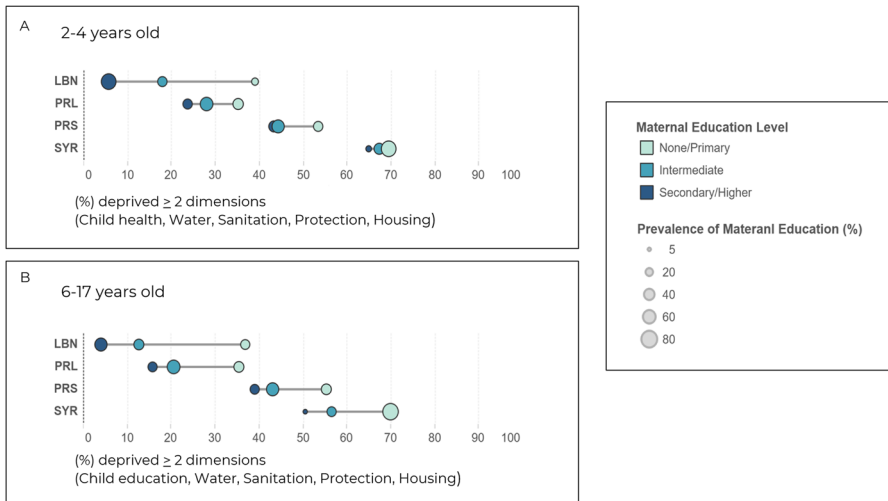 A
2-4 years old
LBN
PRL
PRS
SYR
0 10 20 30 40 50 60 70 80 90 100
(%) deprived ≥ 2 dimensions
(Child health, Water, Sanitation, Protection, Housing)
B
6-17 years old
LBN
PRL
PRS
SYR
0 10 20 30 40 50 60 70 80 90 100
(%) deprived ≥ 2 dimensions
(Child education, Water, Sanitation, Protection, Housing)
Maternal Education Level
None/Primary
Intermediate
Secondary/Higher
Prevalence of Materanl Education (%)
5
20
40
60
80